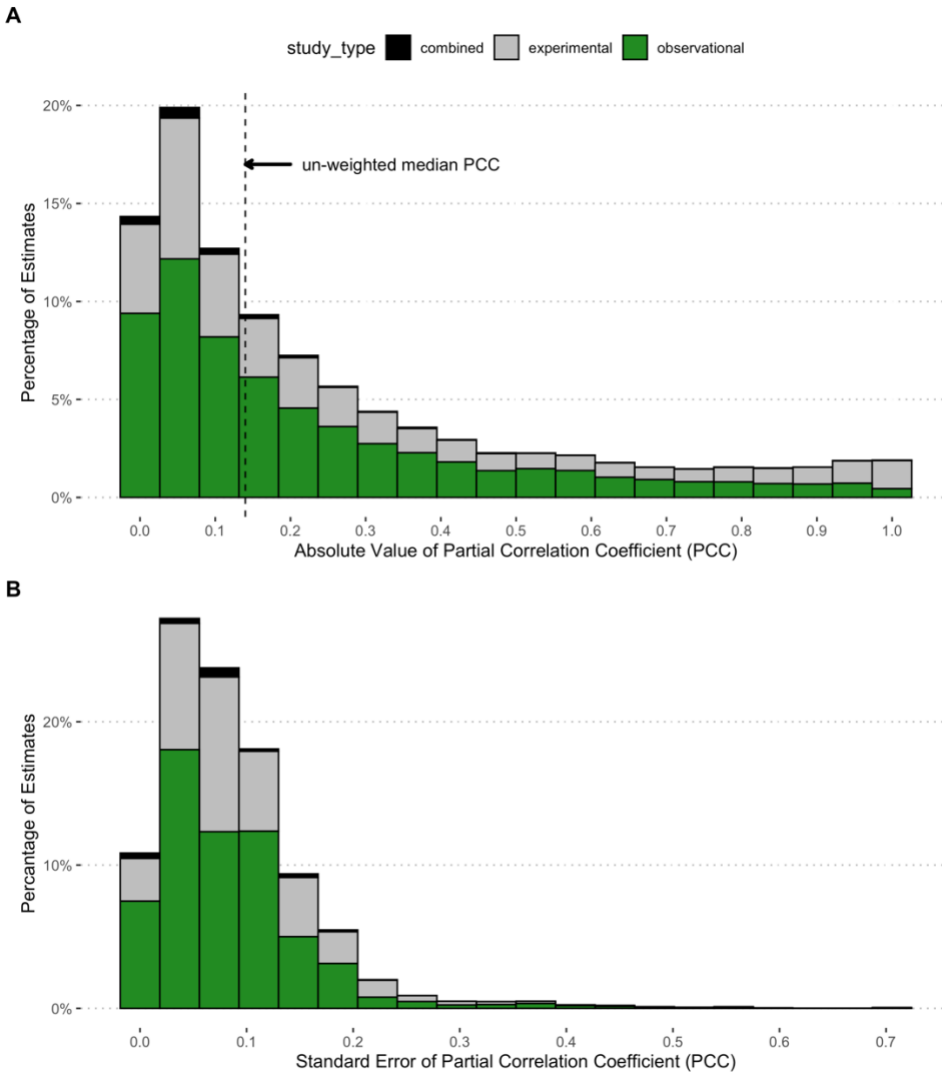 A
study_type combined experimental observational
20%
un-weighted median PCC
15%
10%
5%
0%
Percentage of Estimates
0.0 0.1 0.2 0.3 0.4 0.5 0.6 0.7 0.8 0.9 1.0
Absolute Value of Partial Correlation Coefficient (PCC)
B
20%
10%
0%
Percantage of Estimates
0.0 0.1 0.2 0.3 0.4 0.5 0.6 0.7
Standard Error of Partial Correlation Coefficient (PCC)